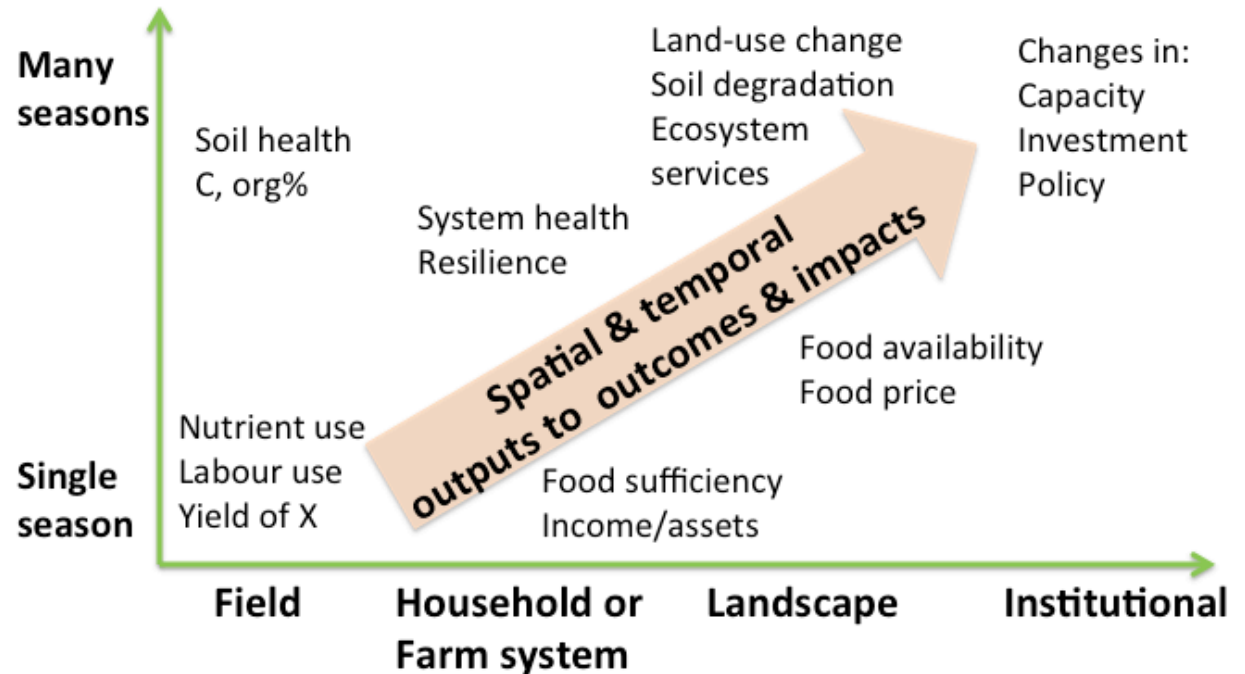 Many
seasons
Soil health
C, org%
System health
Resilience
Land-use change
Soil degradation
Ecosystem
services
Changes in:
Capacity
Investment
Policy
Spatial & temporal
outputs to outcomes & impacts
Food availability
Food price
Single
season
Nutrient use
Labour use
Yield of X
Food sufficiency
Income/assets
Field
Household or
Farm system
Landscape
Institutional